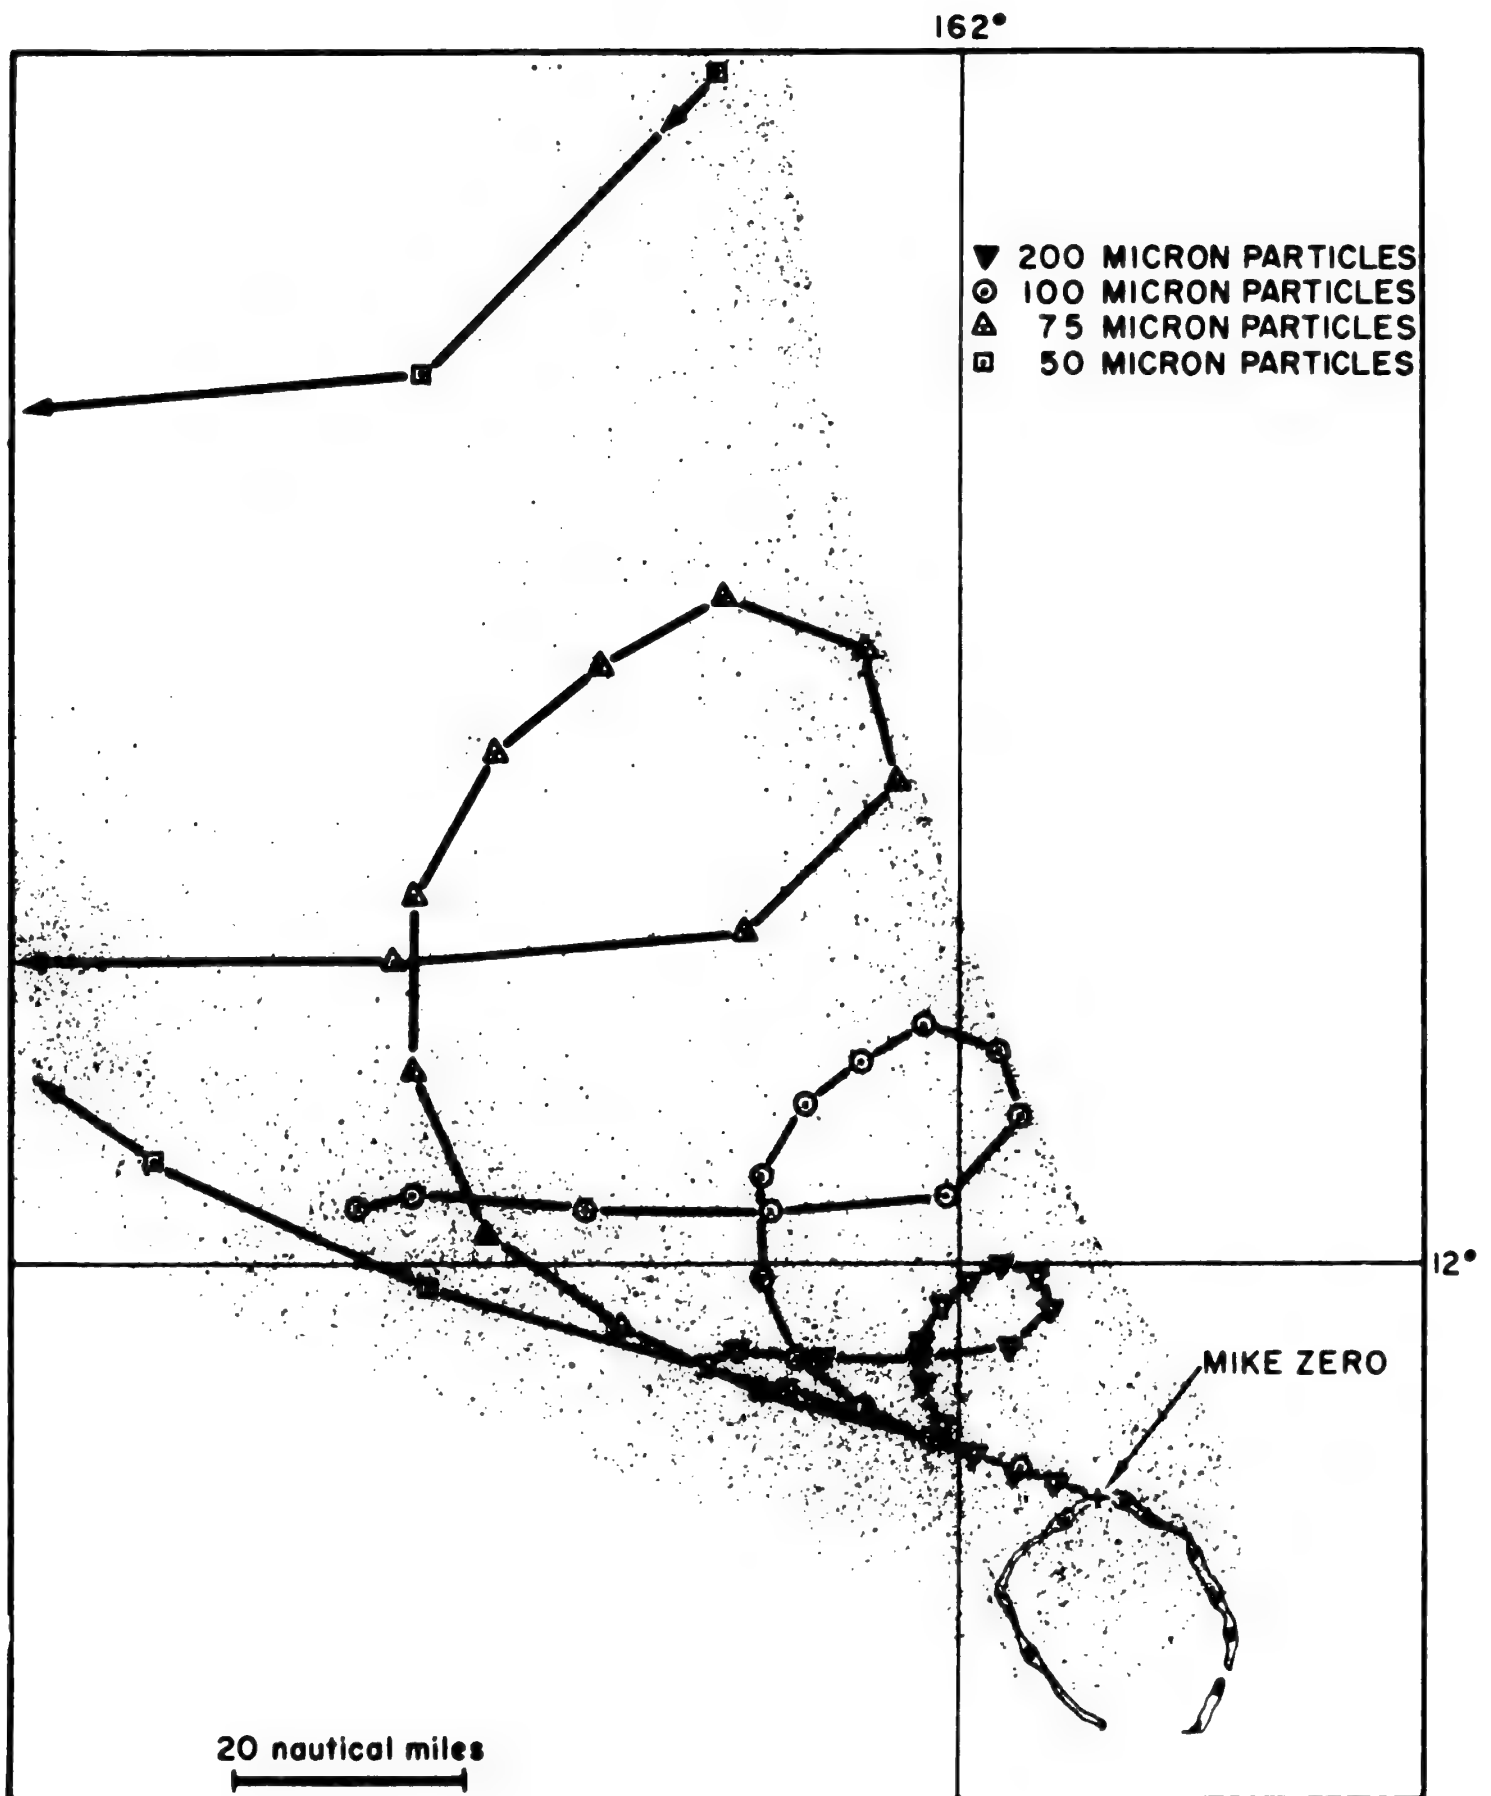 162°
200 MICRON PARTICLES
100 MICRON PARTICLES
75 MICRON PARTICLES
50 MICRON PARTICLES
12°
MIKE ZERO
20 nautical miles